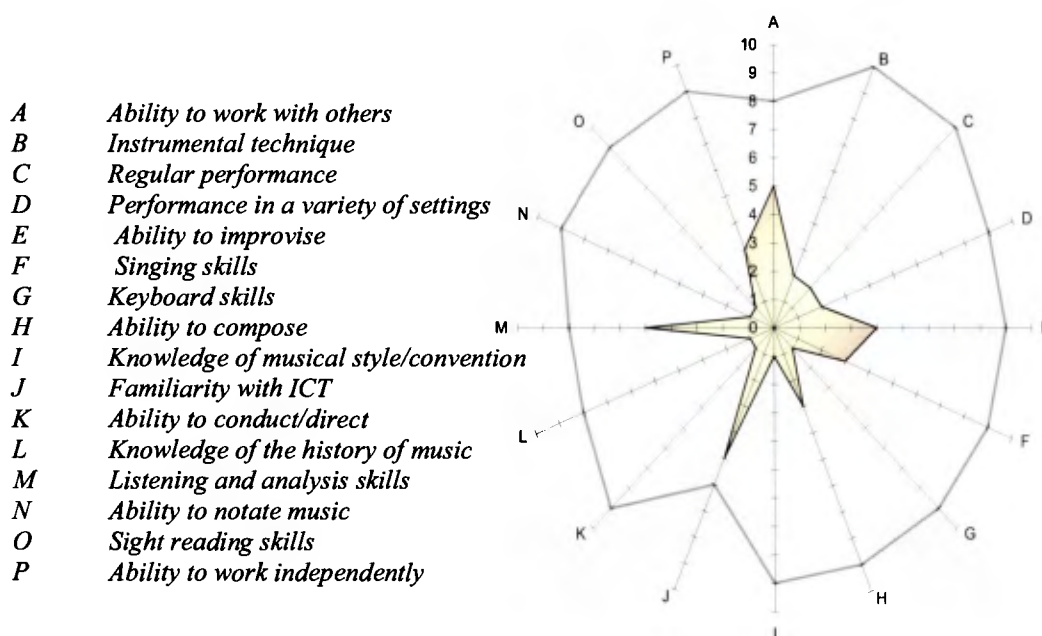 A Ability to work with others
B Instrumental technique
C Regular performance
D Performance in a variety of settings
E Ability to improvise
F Singing skills
G Keyboard skills
H Ability to compose
I Knowledge of musical style/convention
J Familiarity with ICT
K Ability to conduct/direct
L Knowledge of the history of music
M Listening and analysis skills
N Ability to notate music
O Sight reading skills
P Ability to work independently
A
B
C
D
F
G
H
J
K
L
M
N
O
P
10
9
8
7
6
5
4
3
2
1
0